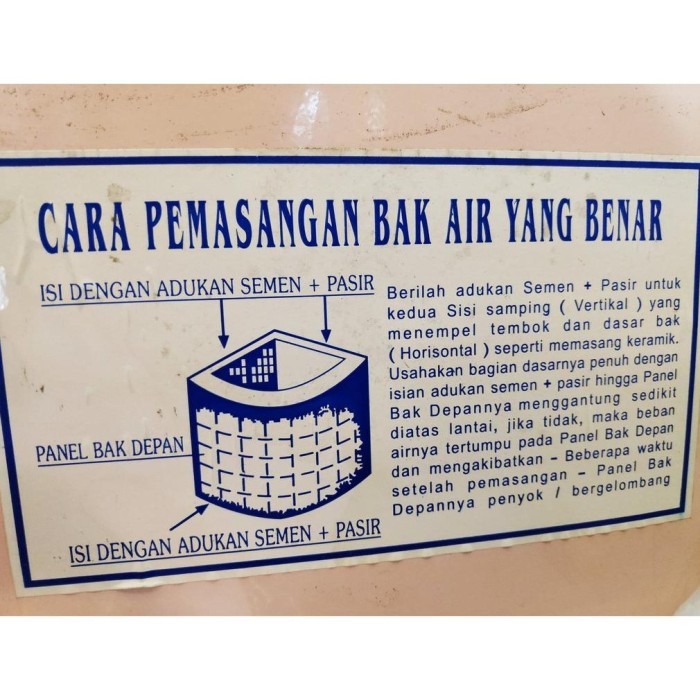 CARA PEMASANGAN BAK AIR YANG BENAR
ISI DENGAN ADUKAN SEMEN + PASIR
PANEL BAK DEPAN
ISI DENGAN ADUKAN SEMEN + PASIR
Berilah adukan Semen + Pasir untuk
kedua Sisi samping ( Vertikal ) yang
menempel tembok dan dasar bak
( Horisontal ) seperti memasang keramik.
Usahakan bagian dasarnya penuh dengan
isian adukan semen + pasir hingga Panel
Bak Depannya menggantung sedikit
diatas lantai, jika tidak, maka beban
airnya tertumpu pada Panel Bak Depan
dan mengakibatkan – Beberapa waktu
setelah pemasangan – Panel Bak
Depannya penyok / bergelombang